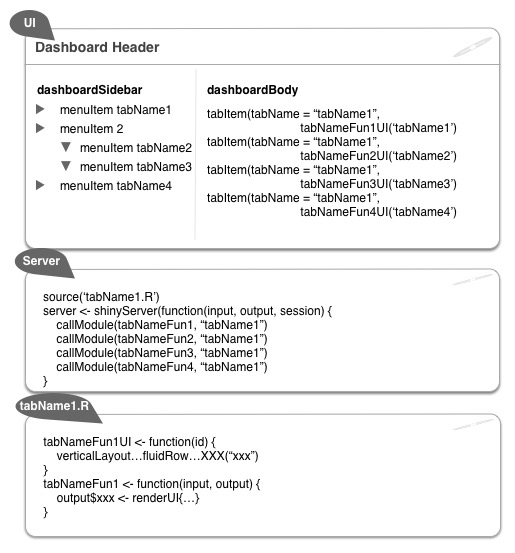 UI
Dashboard Header
dashboardSidebar
menuItem tabName1
menuItem 2
menuItem tabName2
menuItem tabName3
menuItem tabName4
dashboardBody
tabItem(tabName = “tabName1”,
tabNameFun1UI(‘tabName1’)
tabItem(tabName = “tabName1”,
tabNameFun2UI(‘tabName2’)
tabItem(tabName = “tabName1”,
tabNameFun3UI(‘tabName3’)
tabItem(tabName = “tabName1”,
tabNameFun4UI(‘tabName4’)
Server
source(‘tabName1.R’)
server <- shinyServer(function(input, output, session) {
callModule(tabNameFun1, “tabName1”)
callModule(tabNameFun2, “tabName1”)
callModule(tabNameFun3, “tabName1”)
callModule(tabNameFun4, “tabName1”)
}
tabName1.R
tabNameFun1UI <- function(id) {
verticalLayout…fluidRow…XXX(“xxx”)
}
tabNameFun1 <- function(input, output) {
output$xxx <- renderUI{…}
}